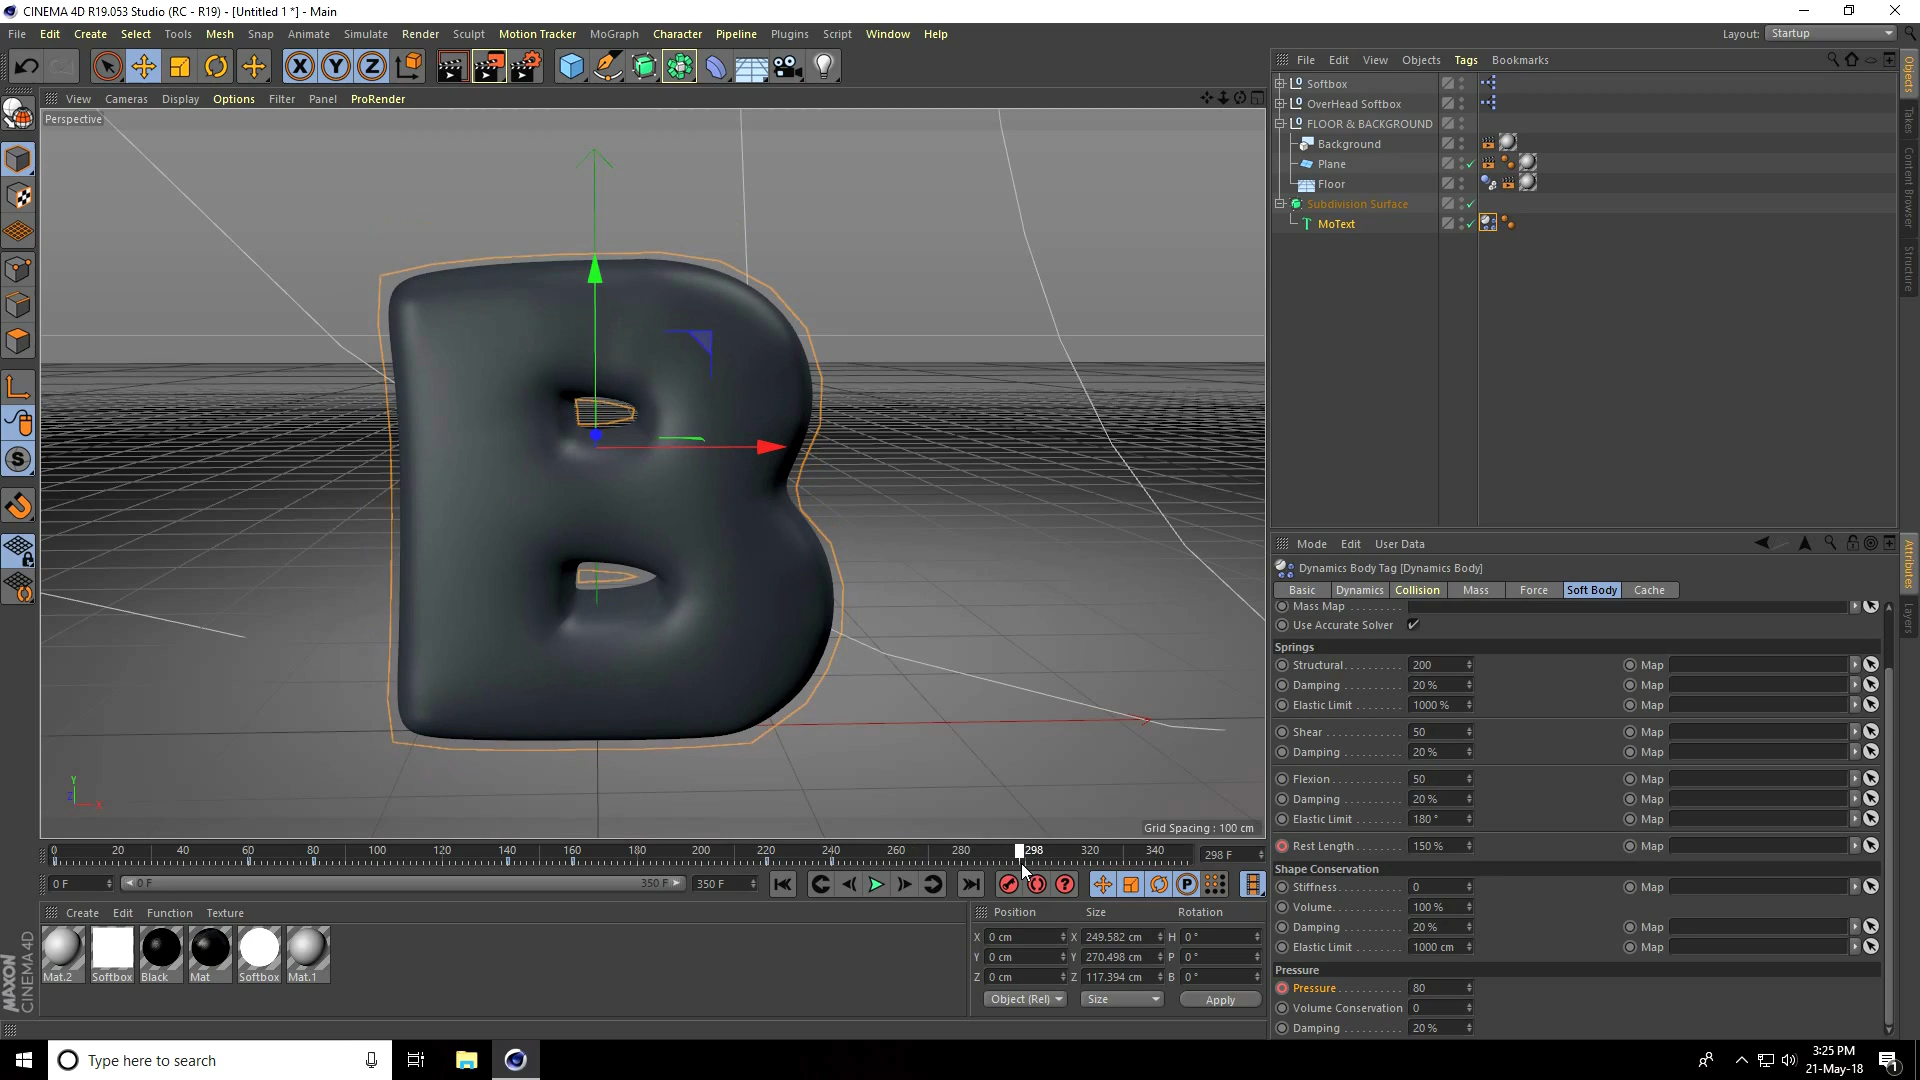 CINEMA 4D R19.053 Studio (RC - R19) - [Untitled 1 *] - Main
File Edit Create Select Tools Mesh Snap Animate Simulate Render Sculpt Motion Tracker MoGraph Character Pipeline Plugins Script Window Help
Layout: Startup
View Cameras Display Options Filter Panel ProRender
Perspective
Grid Spacing : 100 cm
Y
Z
X
File Edit View Objects Tags Bookmarks
Softbox
OverHead Softbox
FLOOR & BACKGROUND
Background
Plane
Floor
Subdivision Surface
MoText
Objects
Takes
Content Browser
Structure
Attributes
Layers
Mode Edit User Data
Dynamics Body Tag [Dynamics Body]
Basic Dynamics Collision Mass Force Soft Body Cache
Mass Map
Use Accurate Solver
Springs
Structural 200 Map
Damping 20 % Map
Elastic Limit 1000 % Map
Shear 50 Map
Damping 20 % Map
Flexion 50 Map
Damping 20 % Map
Elastic Limit 180 ° Map
Rest Length 150 % Map
Shape Conservation
Stiffness 0 Map
Volume 100 %
Damping 20 % Map
Elastic Limit 1000 cm Map
Pressure
Pressure 80
Volume Conservation 0
Damping 20 %
0 20 40 60 80 100 120 140 160 180 200 220 240 260 280 298 320 340
298 F
0 F 0 F 350 F 350 F
Create Edit Function Texture
Mat.2 Softbox Black Mat Softbox Mat.1
Position Size Rotation
X 0 cm X 249.582 cm H 0 °
Y 0 cm Y 270.498 cm P 0 °
Z 0 cm Z 117.394 cm B 0 °
Object (Rel) Size Apply
MAXON
CINEMA 4D
Type here to search
3:25 PM
21-May-18
1